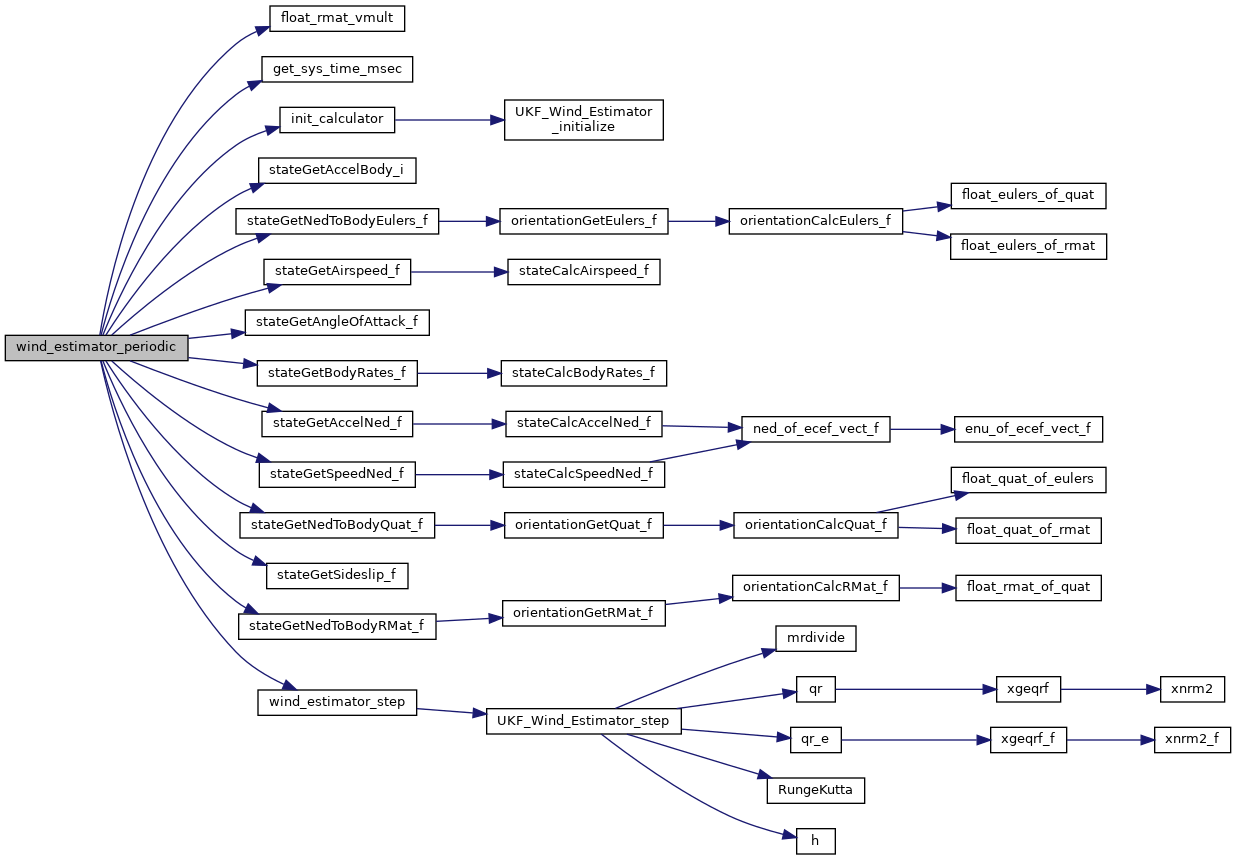 wind_estimator_periodic
float_rmat_vmult
get_sys_time_msec
init_calculator
UKF_Wind_Estimator
_initialize
stateGetAccelBody_i
stateGetNedToBodyEulers_f
orientationGetEulers_f
orientationCalcEulers_f
float_eulers_of_quat
float_eulers_of_rmat
stateGetAirspeed_f
stateCalcAirspeed_f
stateGetAngleOfAttack_f
stateGetBodyRates_f
stateCalcBodyRates_f
stateGetAccelNed_f
stateCalcAccelNed_f
ned_of_ecef_vect_f
enu_of_ecef_vect_f
stateGetSpeedNed_f
stateCalcSpeedNed_f
stateGetNedToBodyQuat_f
orientationGetQuat_f
orientationCalcQuat_f
float_quat_of_eulers
float_quat_of_rmat
stateGetSideslip_f
stateGetNedToBodyRMat_f
orientationGetRMat_f
orientationCalcRMat_f
float_rmat_of_quat
wind_estimator_step
UKF_Wind_Estimator_step
mrdivide
qr
xgeqrf
xnrm2
qr_e
xgeqrf_f
xnrm2_f
RungeKutta
h